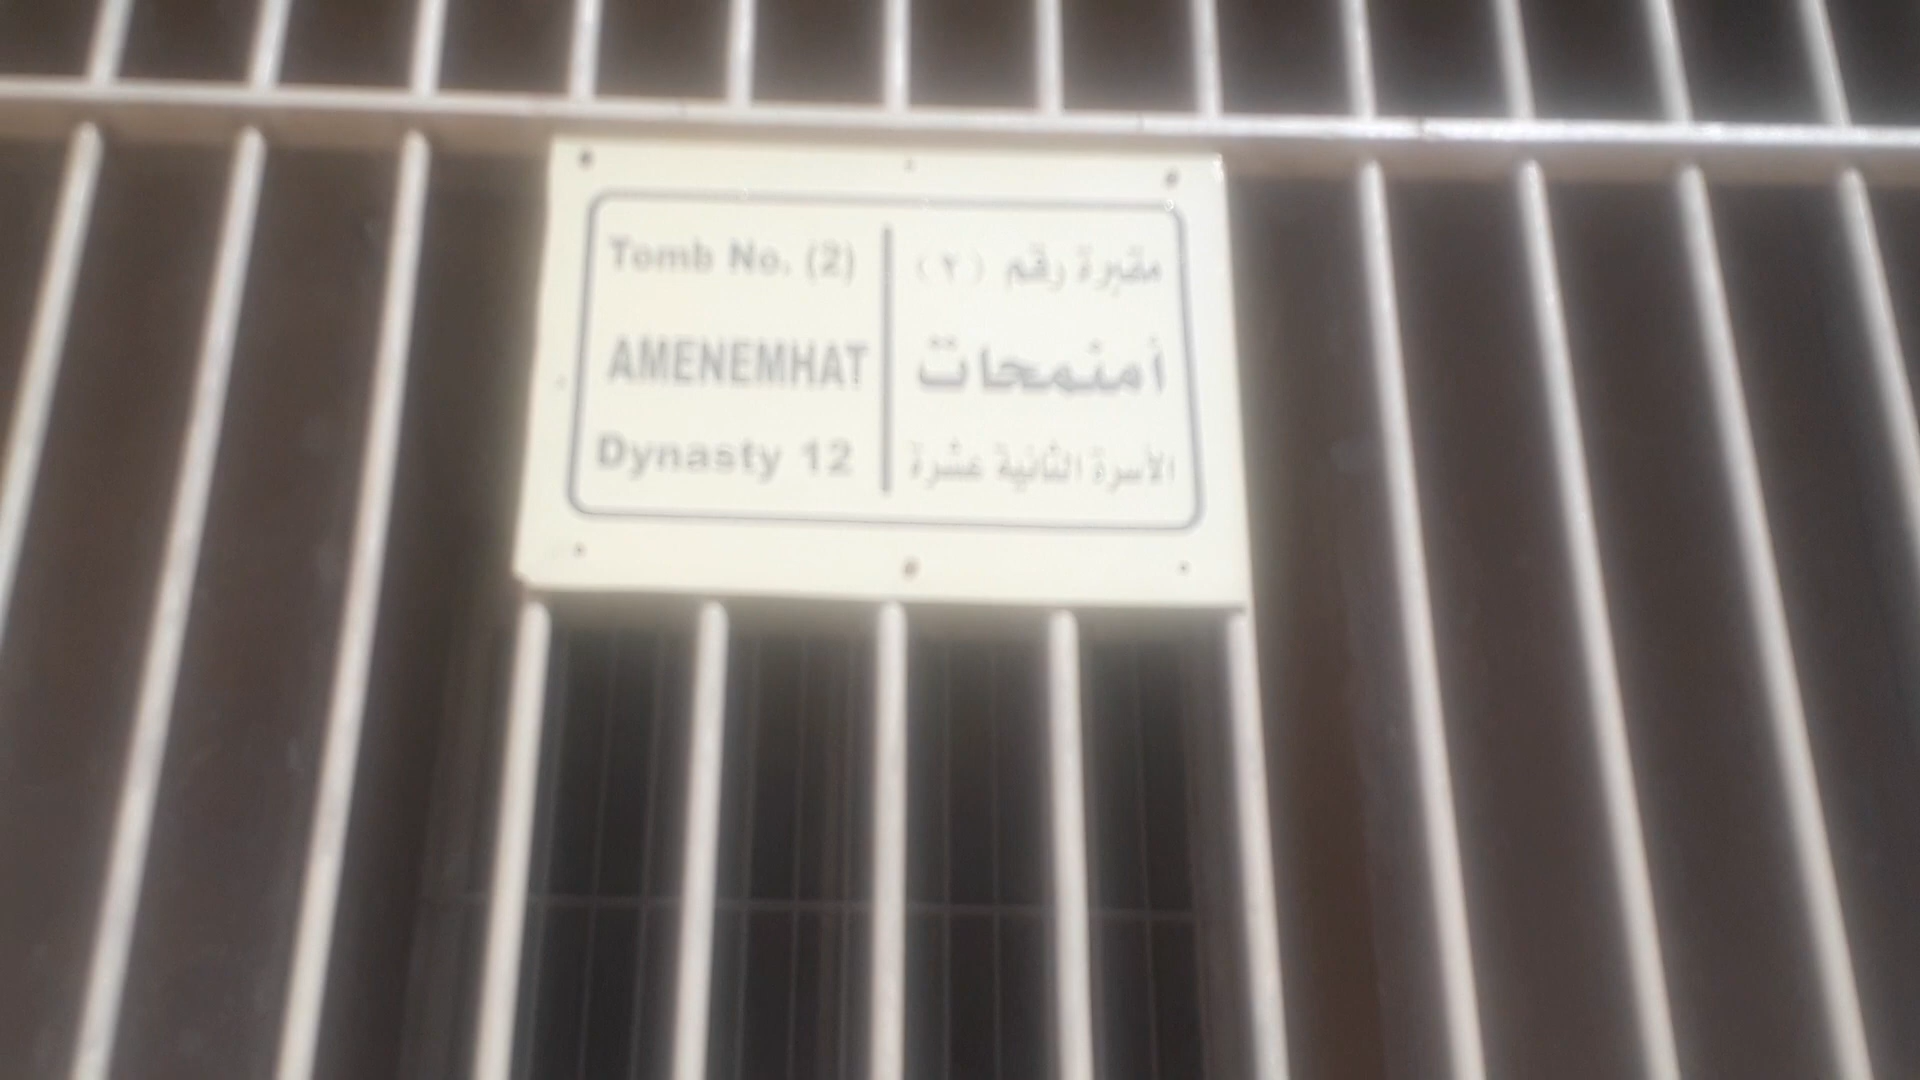 Tomb No. (2)
AMENEMHAT
Dynasty 12
مقبرة رقم (٢)
أمنمحات
الأسرة الثانية عشرة